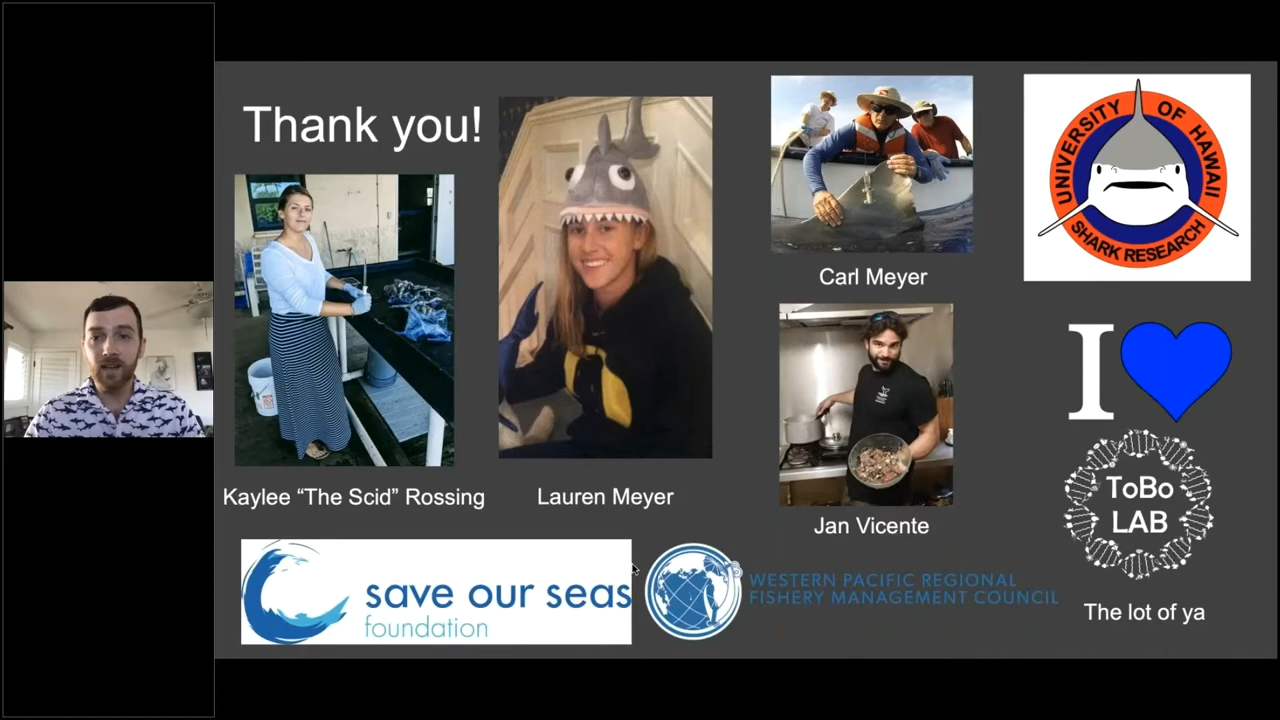 Thank you!
Kaylee “The Scid” Rossing
Lauren Meyer
Carl Meyer
Jan Vicente
UNIVERSITY OF HAWAII
SHARK RESEARCH
I
ToBo
LAB
The lot of ya
save our seas
foundation
WESTERN PACIFIC REGIONAL
FISHERY MANAGEMENT COUNCIL